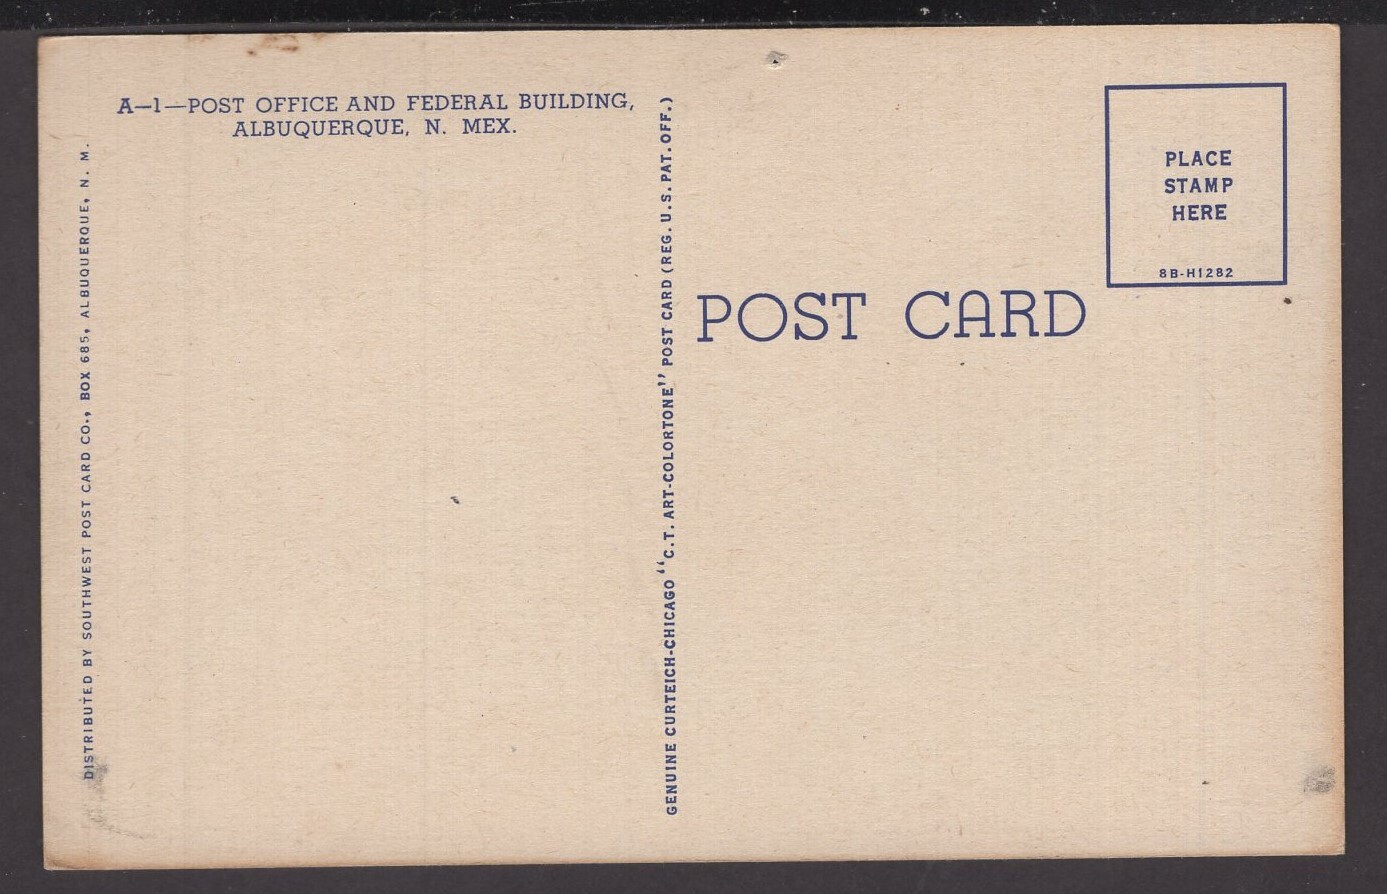 A—1—POST OFFICE AND FEDERAL BUILDING,
ALBUQUERQUE, N. MEX.
DISTRIBUTED BY SOUTHWEST POST CARD CO., BOX 685, ALBUQUERQUE, N. M.
GENUINE CURTEICH-CHICAGO "C.T. ART-COLORTONE" POST CARD (REG. U.S. PAT. OFF.)
POST CARD
PLACE
STAMP
HERE
8B-H1282